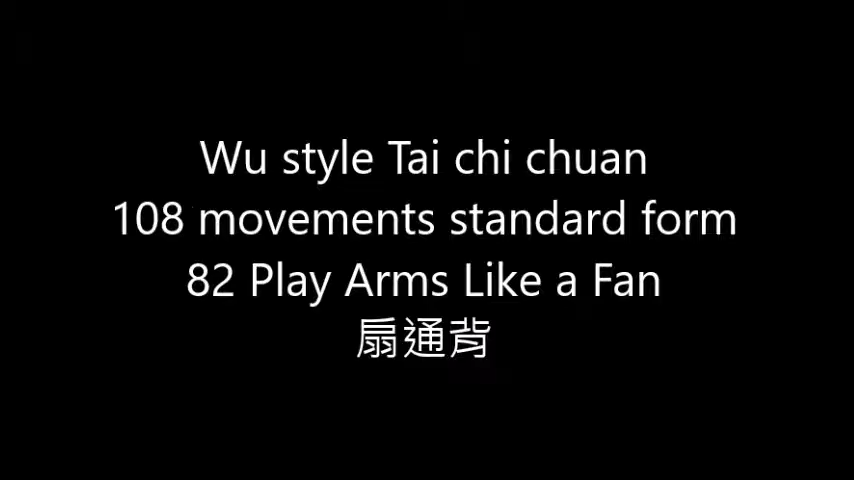 Wu style Tai chi chuan
108 movements standard form
82 Play Arms Like a Fan
扇通背